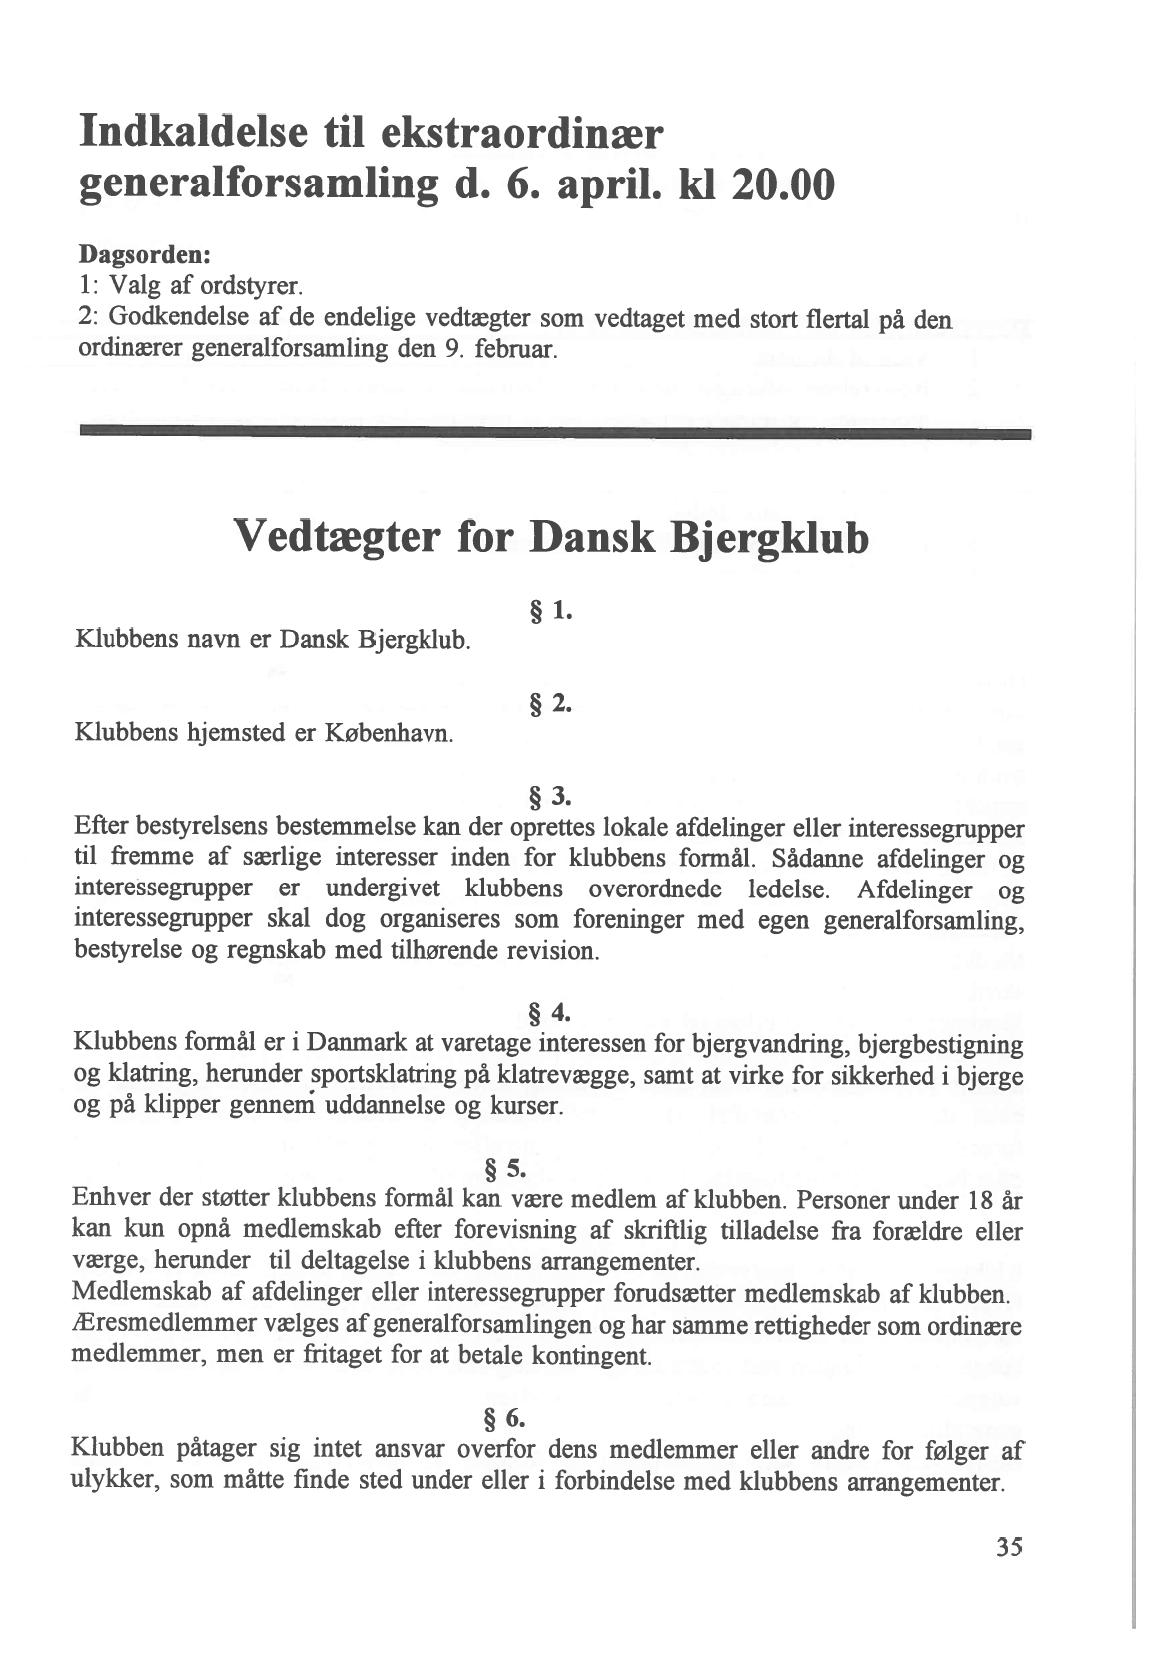 Indkaldelse til ekstraordinær
generalforsamling d. 6. april. kl 20.00
Dagsorden:
1: Valg af ordstyrer.
2: Godkendelse af de endelige vedtægter som vedtaget med stort flertal på den
ordinærer generalforsamling den 9. februar.
Vedtægter for Dansk Bjergklub
§ 1.
Klubbens navn er Dansk Bjergklub.
§ 2.
Klubbens hjemsted er København.
§ 3.
Efter bestyrelsens bestemmelse kan der oprettes lokale afdelinger eller interessegrupper
til fremme af særlige interesser inden for klubbens formål. Sådanne afdelinger og
interessegrupper er undergivet klubbens overordnede ledelse. Afdelinger og
interessegrupper skal dog organiseres som foreninger med egen generalforsamling,
bestyrelse og regnskab med tilhørende revision.
§ 4.
Klubbens formål er i Danmark at varetage interessen for bjergvandring, bjergbestigning
og klatring, herunder sportsklatring på klatrevægge, samt at virke for sikkerhed i bjerge
og på klipper gennem uddannelse og kurser.
§ 5.
Enhver der støtter klubbens formål kan være medlem af klubben. Personer under 18 år
kan kun opnå medlemskab efter forevisning af skriftlig tilladelse fra forældre eller
værge, herunder til deltagelse i klubbens arrangementer.
Medlemskab af afdelinger eller interessegrupper forudsætter medlemskab af klubben.
Æresmedlemmer vælges af generalforsamlingen og har samme rettigheder som ordinære
medlemmer, men er fritaget for at betale kontingent.
§ 6.
Klubben påtager sig intet ansvar overfor dens medlemmer eller andre for følger af
ulykker, som måtte finde sted under eller i forbindelse med klubbens arrangementer.
35